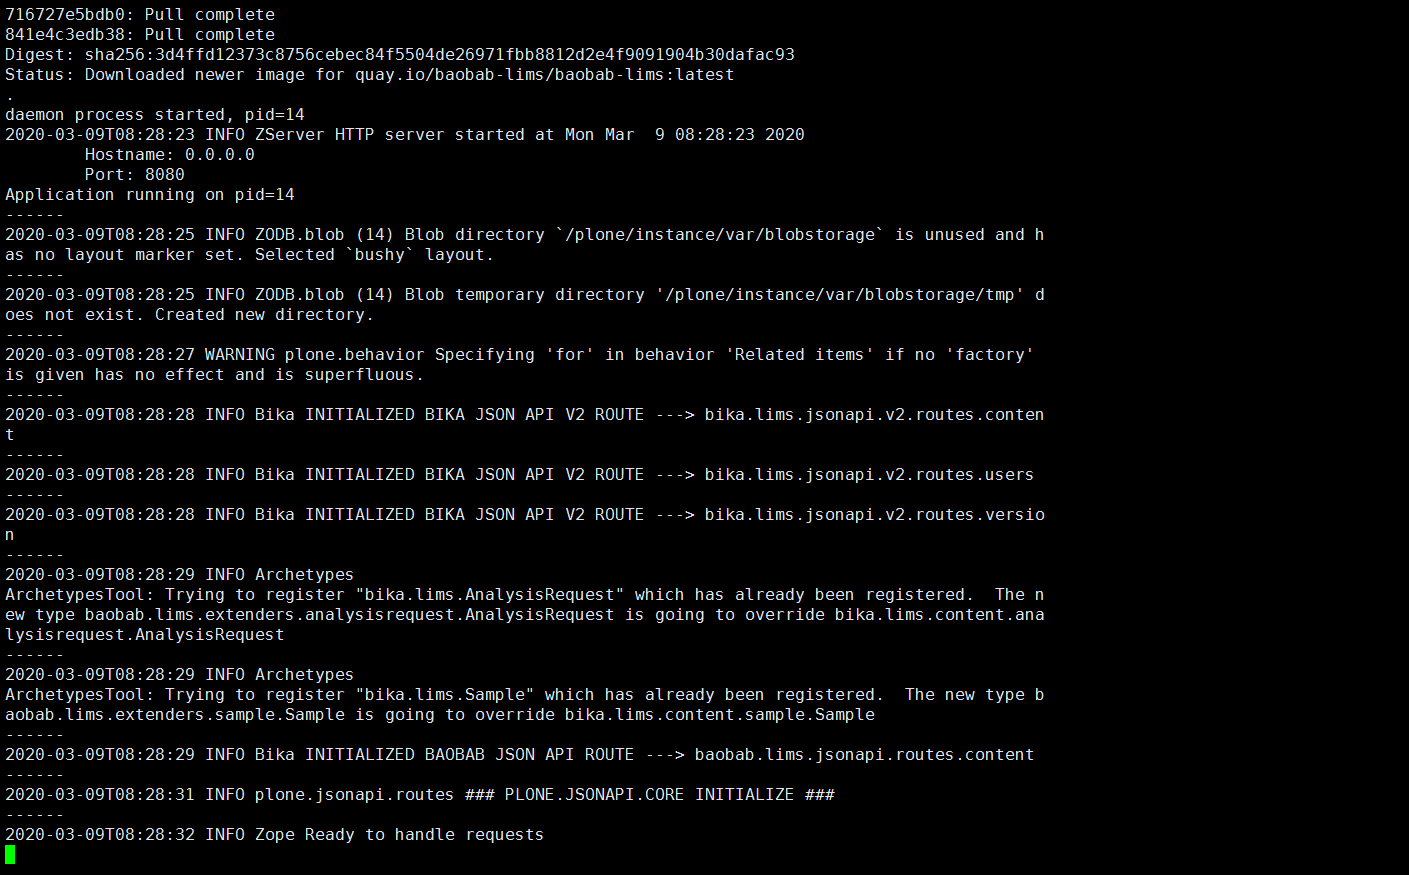 716727e5bdb0: Pull complete
841e4c3edb38: Pull complete
Digest: sha256:3d4ffd12373c8756cebec84f5504de26971fbb8812d2e4f9091904b30dafac93
Status: Downloaded newer image for quay.io/baobab-lims/baobab-lims:latest
.
daemon process started, pid=14
2020-03-09T08:28:23 INFO ZServer HTTP server started at Mon Mar  9 08:28:23 2020
        Hostname: 0.0.0.0
        Port: 8080
Application running on pid=14
------
2020-03-09T08:28:25 INFO ZODB.blob (14) Blob directory `/plone/instance/var/blobstorage` is unused and h
as no layout marker set. Selected `bushy` layout.
------
2020-03-09T08:28:25 INFO ZODB.blob (14) Blob temporary directory '/plone/instance/var/blobstorage/tmp' d
oes not exist. Created new directory.
------
2020-03-09T08:28:27 WARNING plone.behavior Specifying 'for' in behavior 'Related items' if no 'factory'
is given has no effect and is superfluous.
------
2020-03-09T08:28:28 INFO Bika INITIALIZED BIKA JSON API V2 ROUTE ---> bika.lims.jsonapi.v2.routes.conten
t
------
2020-03-09T08:28:28 INFO Bika INITIALIZED BIKA JSON API V2 ROUTE ---> bika.lims.jsonapi.v2.routes.users
------
2020-03-09T08:28:28 INFO Bika INITIALIZED BIKA JSON API V2 ROUTE ---> bika.lims.jsonapi.v2.routes.versio
n
------
2020-03-09T08:28:29 INFO Archetypes
ArchetypesTool: Trying to register "bika.lims.AnalysisRequest" which has already been registered.  The n
ew type baobab.lims.extenders.analysisrequest.AnalysisRequest is going to override bika.lims.content.ana
lysisrequest.AnalysisRequest
------
2020-03-09T08:28:29 INFO Archetypes
ArchetypesTool: Trying to register "bika.lims.Sample" which has already been registered.  The new type b
aobab.lims.extenders.sample.Sample is going to override bika.lims.content.sample.Sample
------
2020-03-09T08:28:29 INFO Bika INITIALIZED BAOBAB JSON API ROUTE ---> baobab.lims.jsonapi.routes.content
------
2020-03-09T08:28:31 INFO plone.jsonapi.routes ### PLONE.JSONAPI.CORE INITIALIZE ###
------
2020-03-09T08:28:32 INFO Zope Ready to handle requests